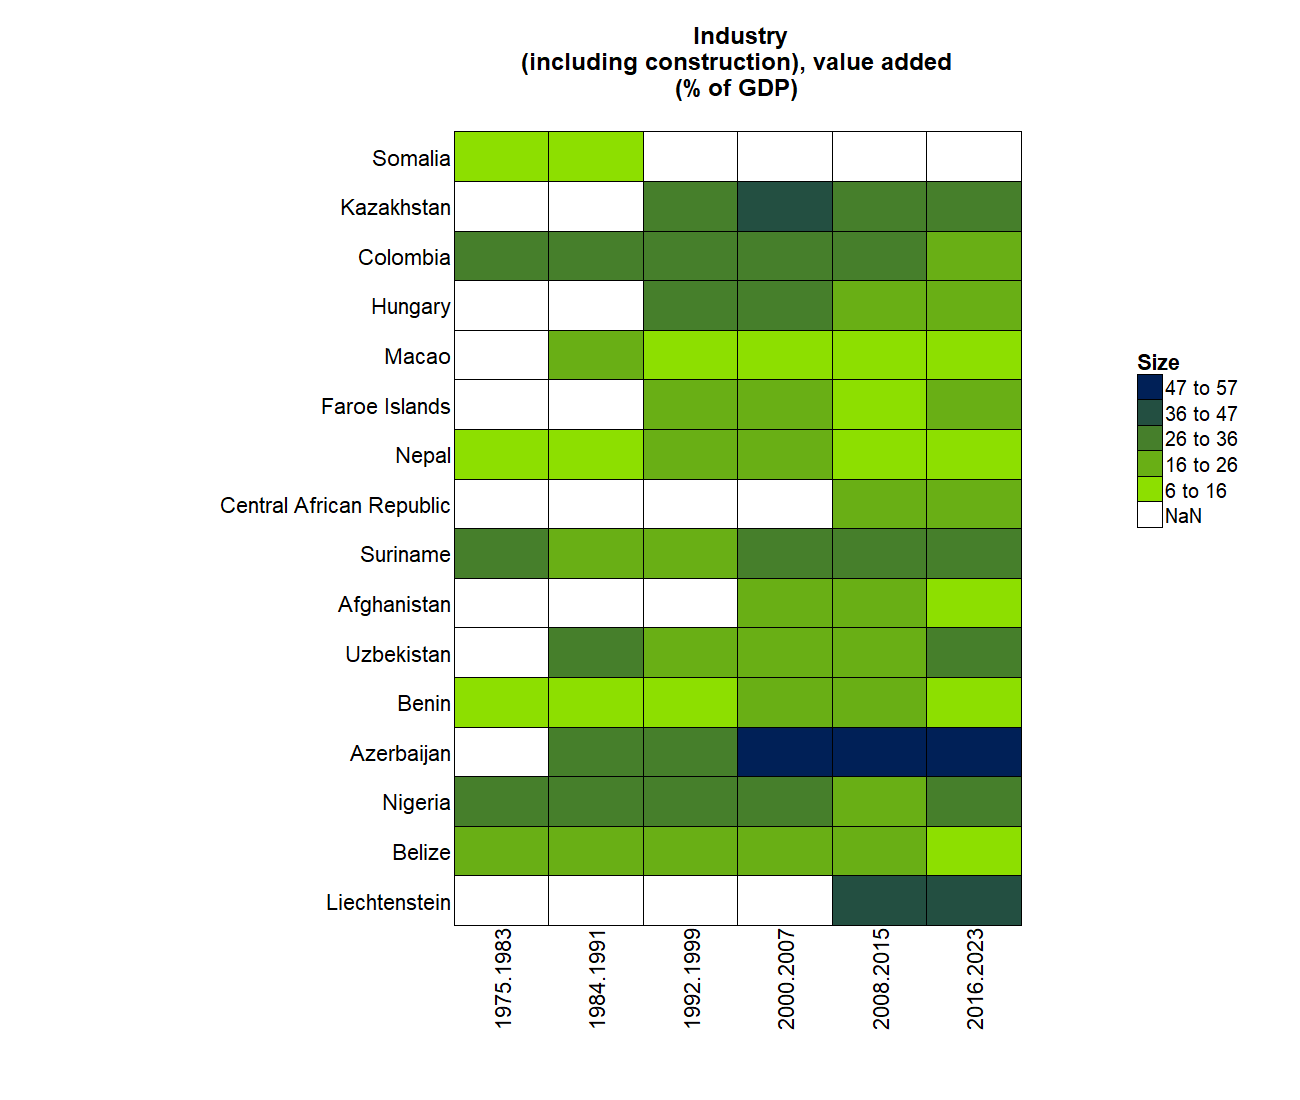 Industry
(including construction), value added
(% of GDP)
Somalia
Kazakhstan
Colombia
Hungary
Macao
Faroe Islands
Nepal
Central African Republic
Suriname
Afghanistan
Uzbekistan
Benin
Azerbaijan
Nigeria
Belize
Liechtenstein
1975.1983
1984.1991
1992.1999
2000.2007
2008.2015
2016.2023
Size
47 to 57
36 to 47
26 to 36
16 to 26
6 to 16
NaN